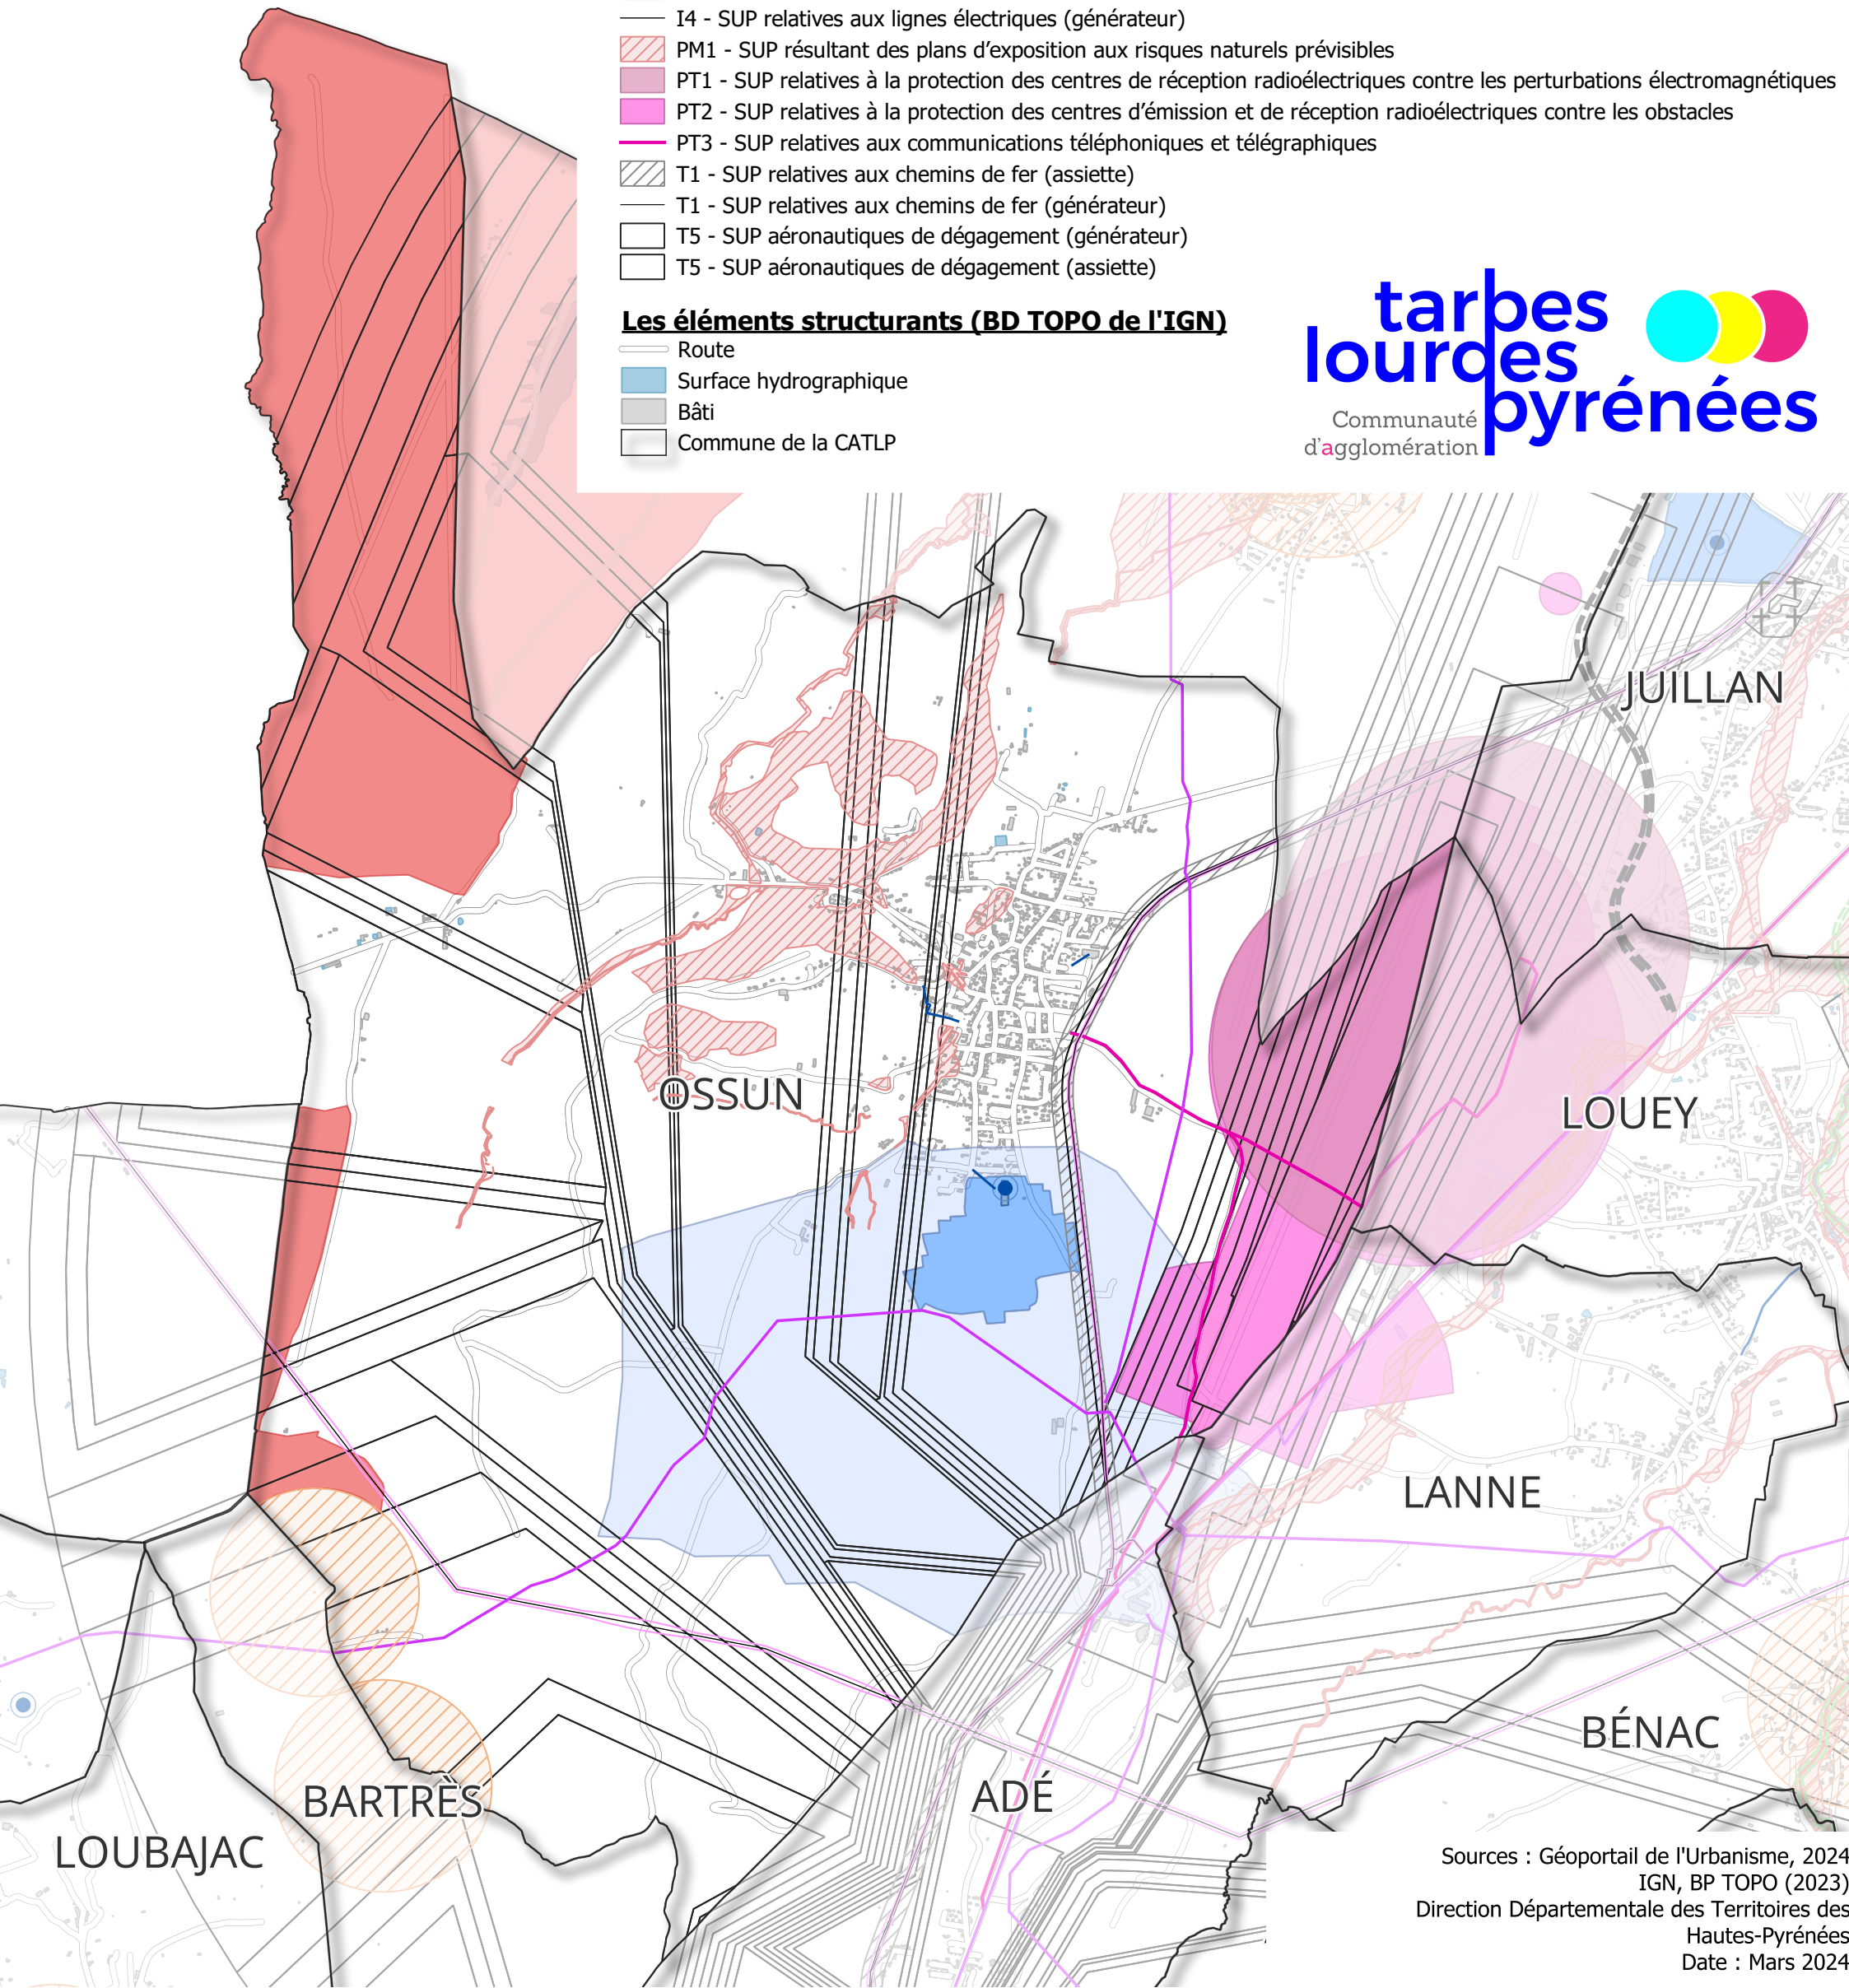 I4 - SUP relatives aux lignes électriques (générateur)
PM1 - SUP résultant des plans d’exposition aux risques naturels prévisibles
PT1 - SUP relatives à la protection des centres de réception radioélectriques contre les perturbations électromagnétiques
PT2 - SUP relatives à la protection des centres d’émission et de réception radioélectriques contre les obstacles
PT3 - SUP relatives aux communications téléphoniques et télégraphiques
T1 - SUP relatives aux chemins de fer (assiette)
T1 - SUP relatives aux chemins de fer (générateur)
T5 - SUP aéronautiques de dégagement (générateur)
T5 - SUP aéronautiques de dégagement (assiette)
Les éléments structurants (BD TOPO de l'IGN)
Route
Surface hydrographique
Bâti
Commune de la CATLP
tarbes
lourdes
pyrénées
Communauté
d'agglomération
JUILLAN
OSSUN
LOUEY
LANNE
BÉNAC
ADÉ
BARTRÈS
LOUBAJAC
Sources : Géoportail de l'Urbanisme, 2024
IGN, BP TOPO (2023)
Direction Départementale des Territoires des
Hautes-Pyrénées
Date : Mars 2024